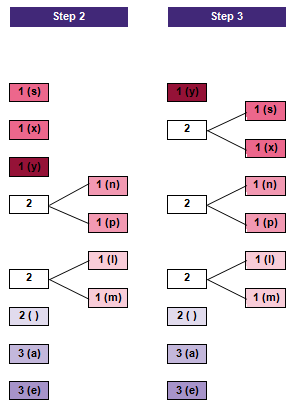 Step 2
1 (s)
1 (x)
1 (y)
1 (n)
2
1 (p)
1 (l)
2
1 (m)
2 ( )
3 (a)
3 (e)
Step 3
1 (y)
1 (s)
2
1 (x)
1 (n)
2
1 (p)
1 (l)
2
1 (m)
2 ( )
3 (a)
3 (e)